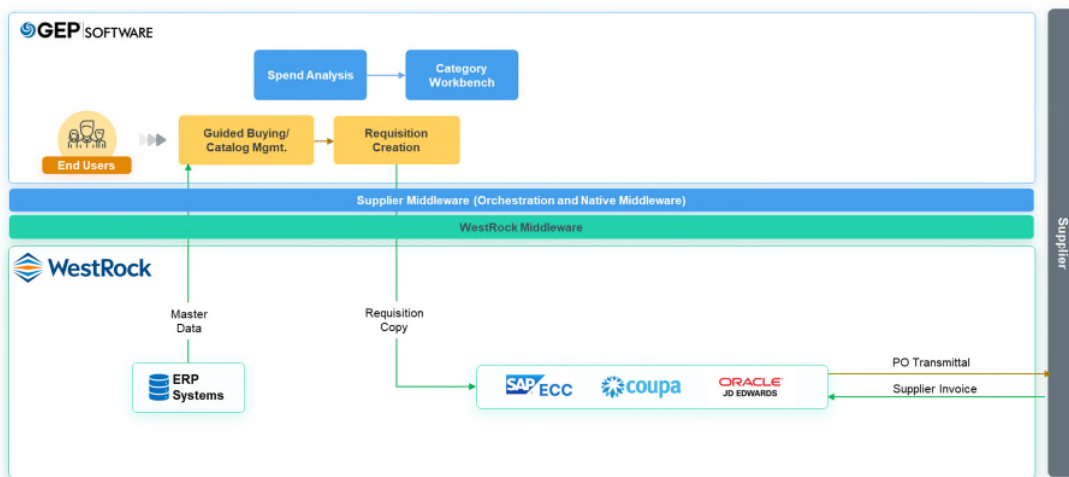 GEP SOFTWARE
Spend Analysis
Category
Workbench
End Users
Guided Buying/
Catalog Mgmt.
Requisition
Creation
Supplier Middleware (Orchestration and Native Middleware)
WestRock Middleware
WestRock
Master
Data
Requisition
Copy
ERP
Systems
SAP ECC
coupa
ORACLE
JD EDWARDS
PO Transmittal
Supplier Invoice
Supplier